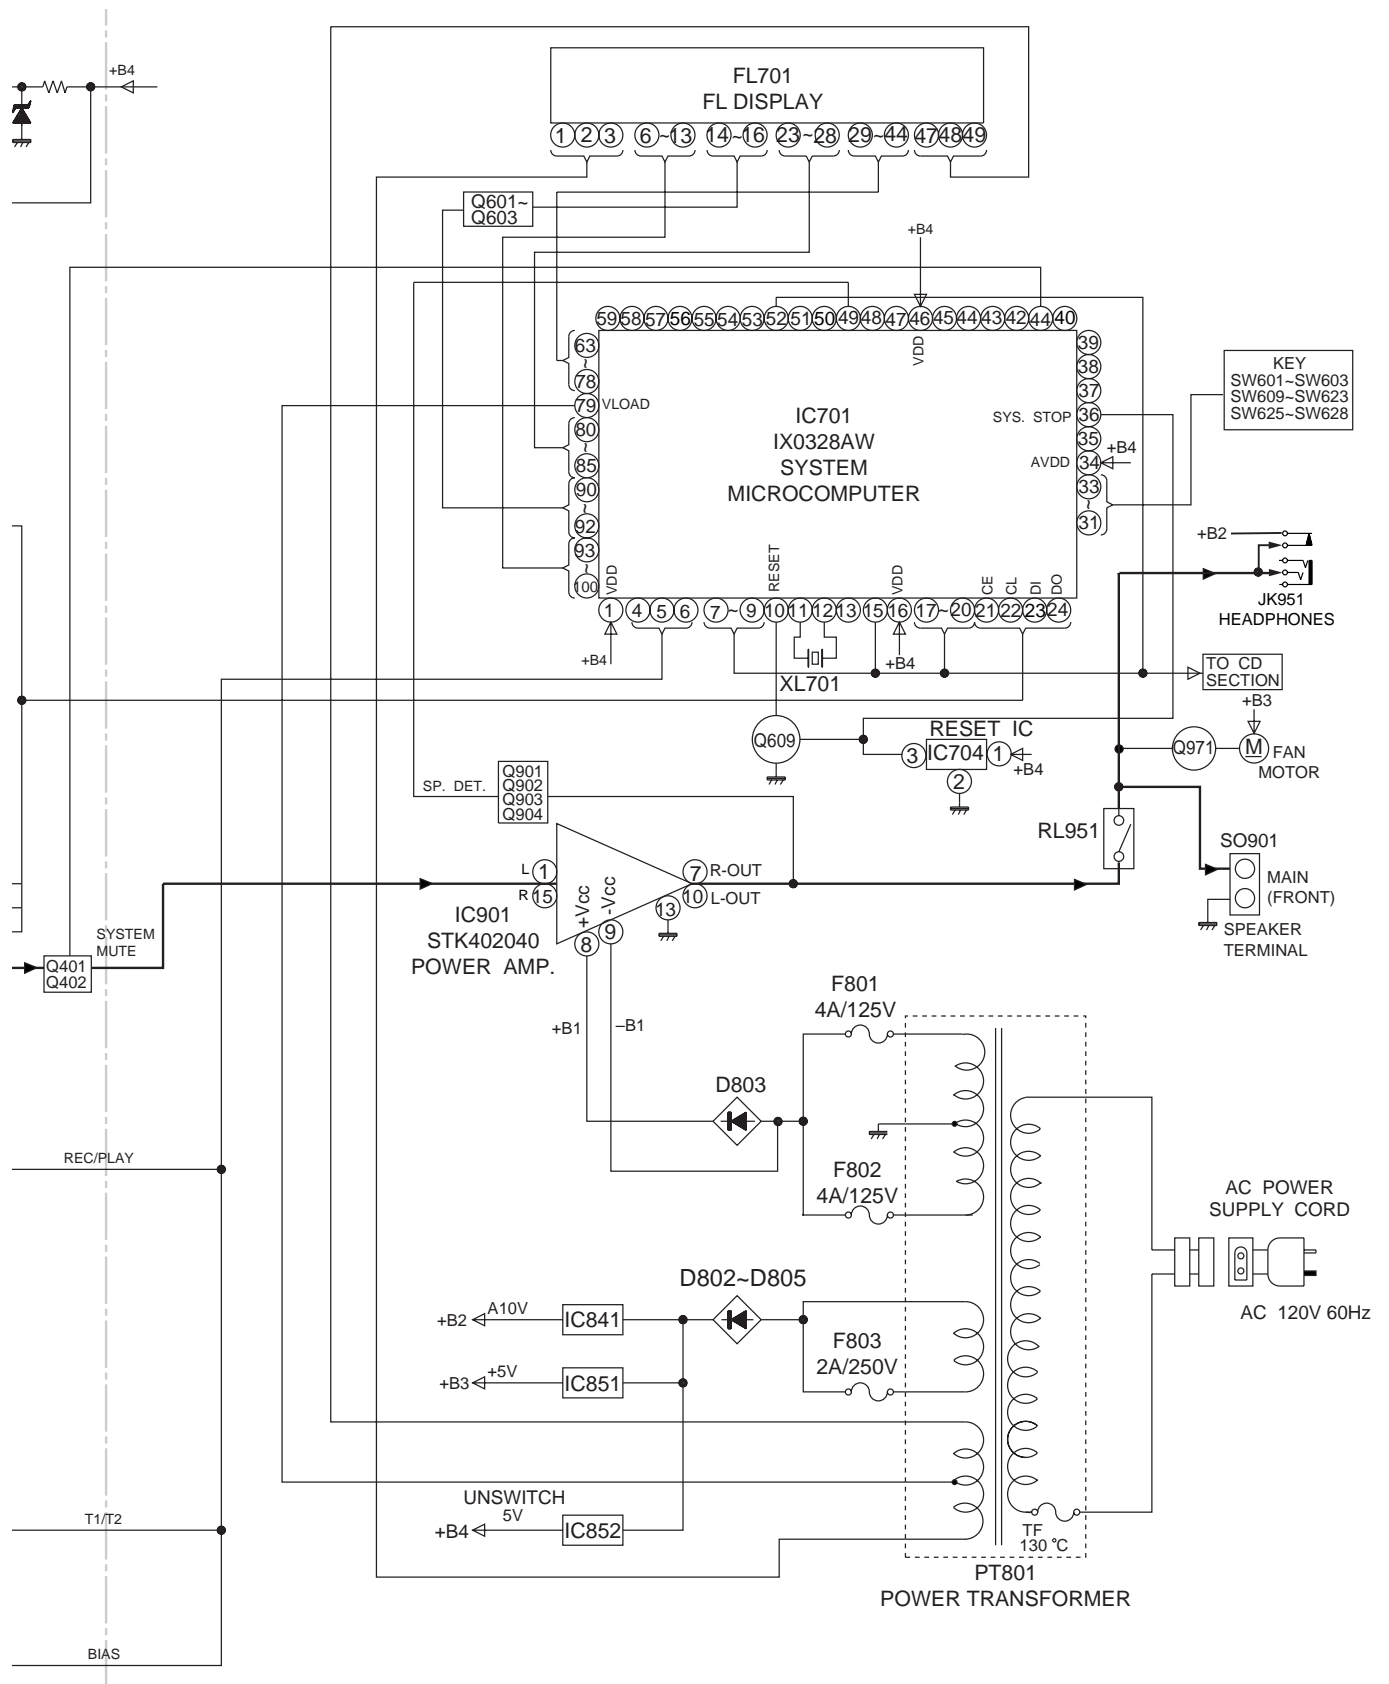 +B4
FL701
FL DISPLAY
1 2 3 6~13 14~16 23~28 29~44 47 48 49
Q601~
Q603
+B4
59 58 57 56 55 54 53 52 51 50 49 48 47 46 45 44 43 42 44 40
VDD
63
~
78
79 VLOAD
80
~
85
90
~
92
93
~
100
39
38
37
SYS. STOP 36
35
AVDD 34 +B4
33
~
31
IC701
IX0328AW
SYSTEM
MICROCOMPUTER
KEY
SW601~SW603
SW609~SW623
SW625~SW628
VDD RESET VDD CE CL DI DO
1 4 5 6 7~9 10 11 12 13 15 16 17~20 21 22 23 24
+B4
XL701
+B4
+B2
JK951
HEADPHONES
TO CD
SECTION
+B3
Q609
RESET IC
3 IC704 1
+B4
2
Q971
M FAN
MOTOR
SP. DET.
Q901
Q902
Q903
Q904
RL951
SO901
MAIN
(FRONT)
SPEAKER
TERMINAL
L 1
R 15
+Vcc
-Vcc
8
9
7 R-OUT
10 L-OUT
13
IC901
STK402040
POWER AMP.
SYSTEM
MUTE
Q401
Q402
+B1
–B1
F801
4A/125V
D803
F802
4A/125V
REC/PLAY
AC POWER
SUPPLY CORD
AC 120V 60Hz
D802~D805
+B2 A10V IC841
F803
2A/250V
+B3 +5V IC851
UNSWITCH
5V
+B4 IC852
T1/T2
TF
130 °C
PT801
POWER TRANSFORMER
BIAS